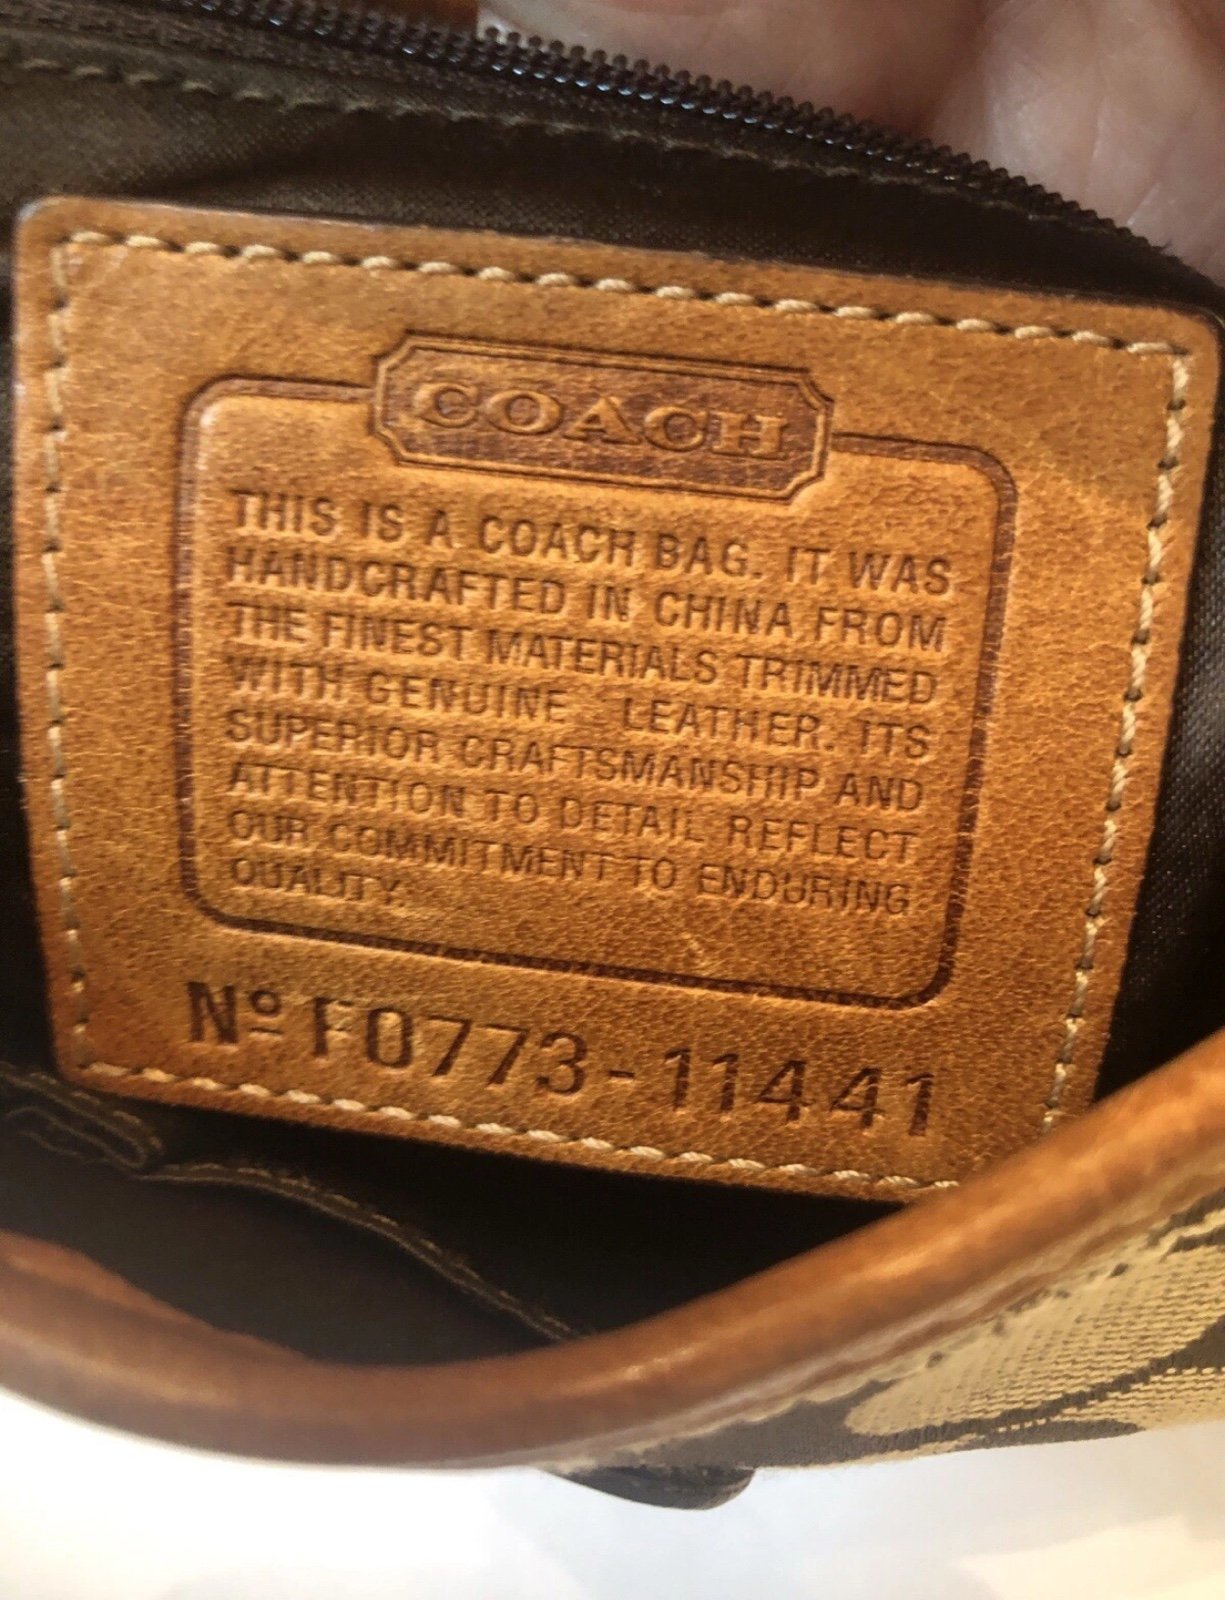 COACH
THIS IS A COACH BAG. IT WAS
HANDCRAFTED IN CHINA FROM
THE FINEST MATERIALS TRIMMED
WITH GENUINE LEATHER. ITS
SUPERIOR CRAFTSMANSHIP AND
ATTENTION TO DETAIL REFLECT
OUR COMMITMENT TO ENDURING
QUALITY.
Nº F0773-11441